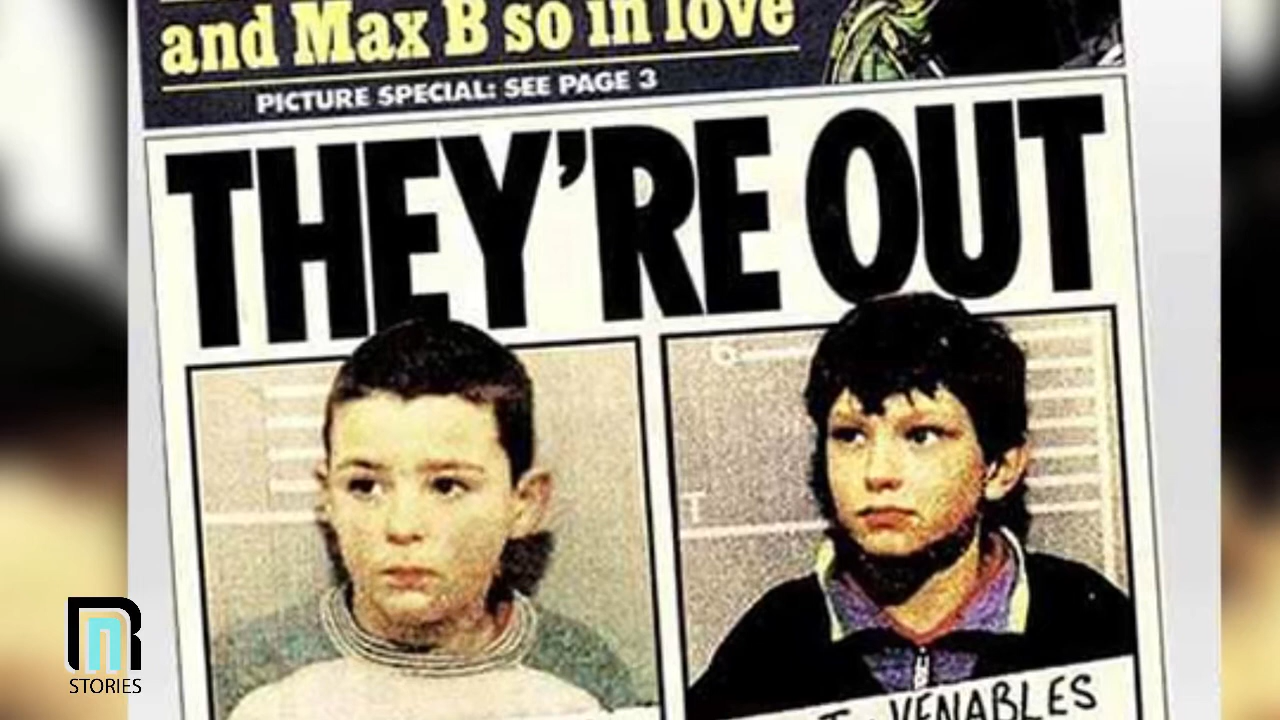 and Max B so in love
PICTURE SPECIAL: SEE PAGE 3
THEY'RE OUT
VENABLES
STORIES